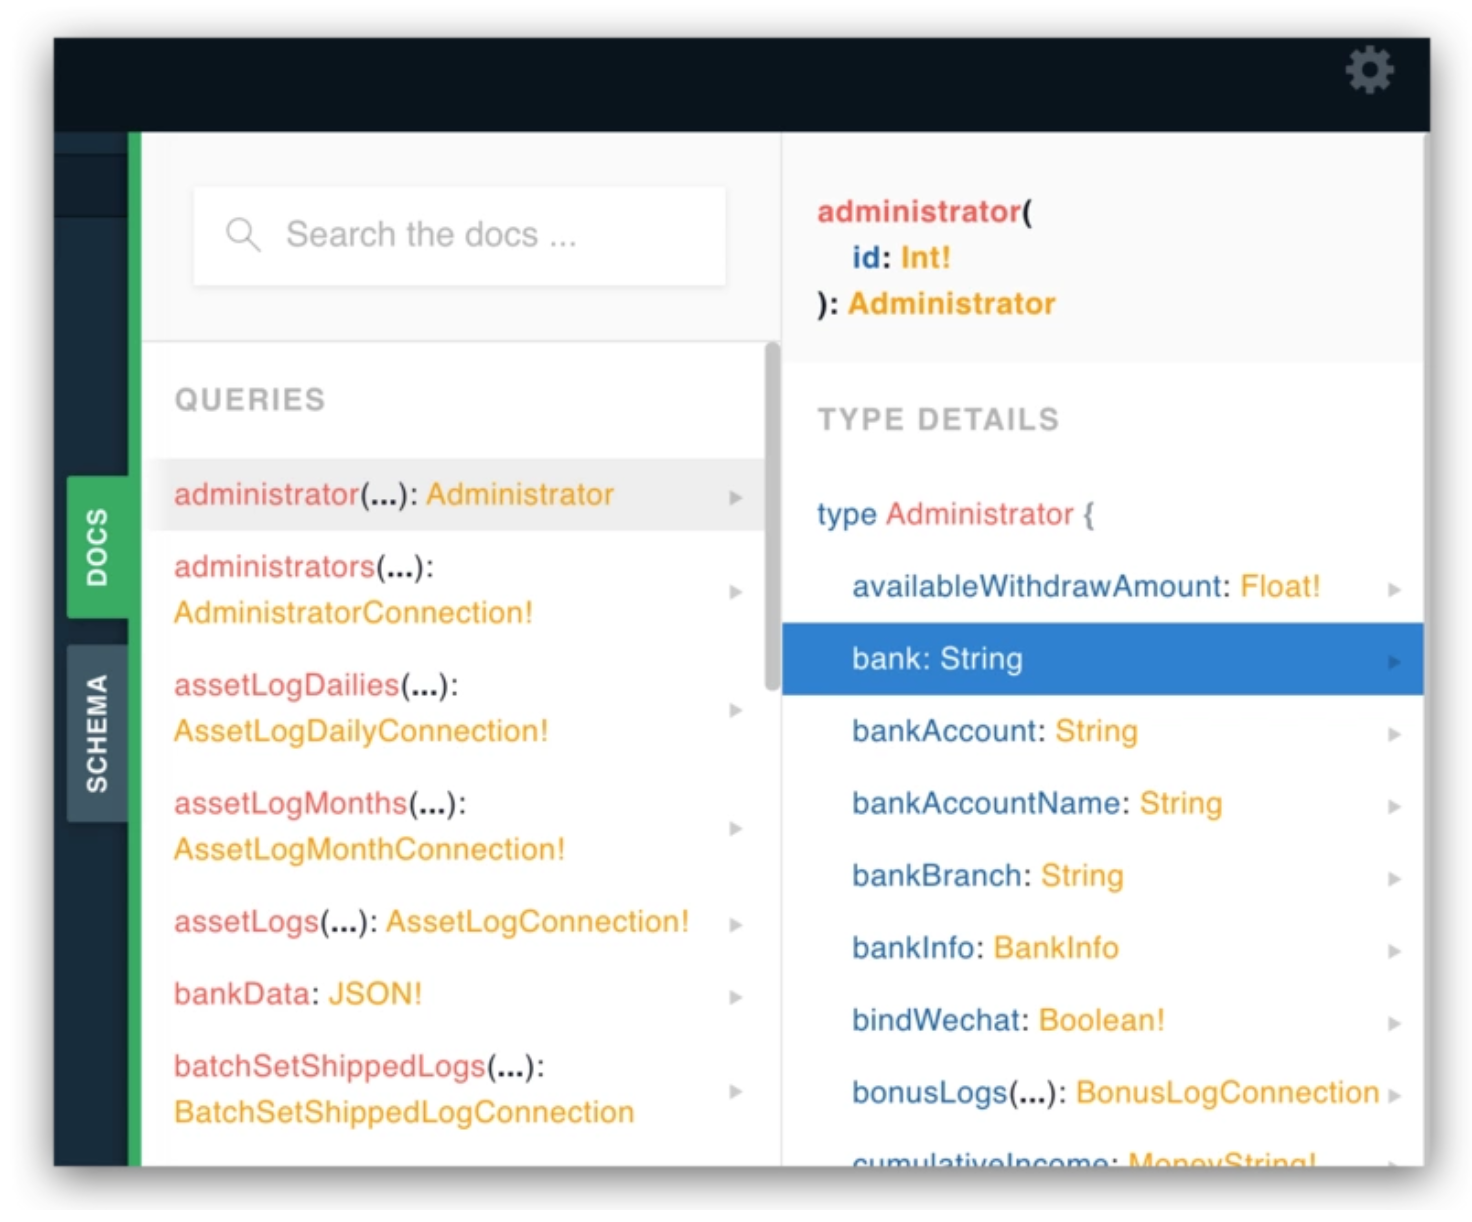 Search the docs ...
QUERIES
administrator(...): Administrator
administrators(...):
AdministratorConnection!
assetLogDailies(...):
AssetLogDailyConnection!
assetLogMonths(...):
AssetLogMonthConnection!
assetLogs(...): AssetLogConnection!
bankData: JSON!
batchSetShippedLogs(...):
BatchSetShippedLogConnection
DOCS
SCHEMA
administrator(
id: Int!
): Administrator
TYPE DETAILS
type Administrator {
availableWithdrawAmount: Float!
bank: String
bankAccount: String
bankAccountName: String
bankBranch: String
bankInfo: BankInfo
bindWechat: Boolean!
bonusLogs(...): BonusLogConnection
cumulativeIncome: MoneyString!